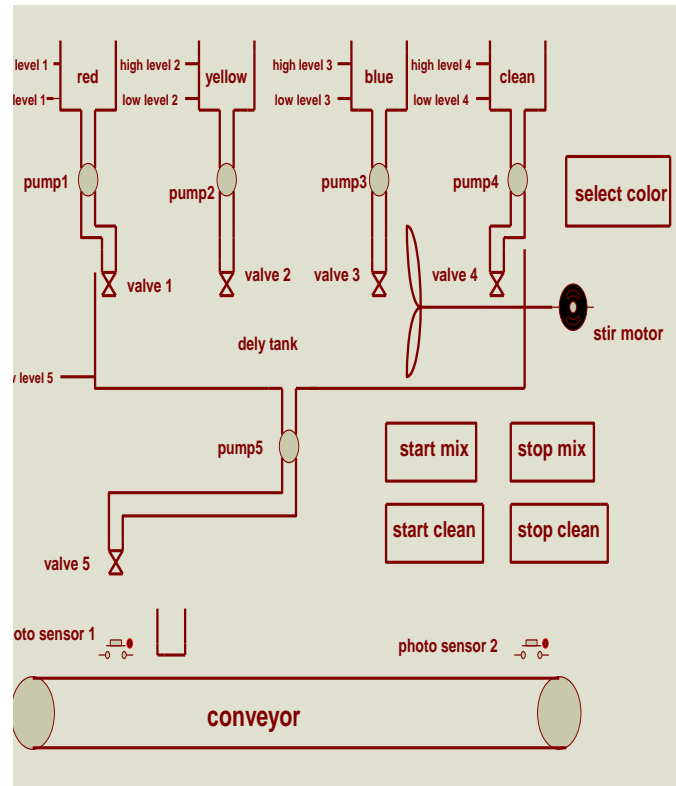 level 1
high level 2
high level 3
high level 4
red
yellow
blue
clean
level 1
low level 2
low level 3
low level 4
pump1
pump2
pump3
pump4
select color
valve 1
valve 2
valve 3
valve 4
dely tank
stir motor
level 5
pump5
start mix
stop mix
start clean
stop clean
valve 5
sensor 1
photo sensor 2
conveyor